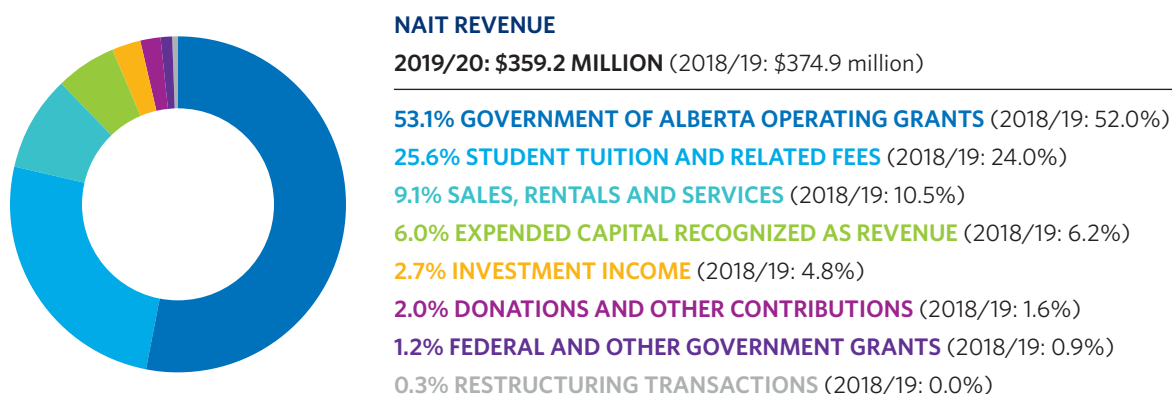 NAIT REVENUE
2019/20: $359.2 MILLION (2018/19: $374.9 million)
53.1% GOVERNMENT OF ALBERTA OPERATING GRANTS (2018/19: 52.0%)
25.6% STUDENT TUITION AND RELATED FEES (2018/19: 24.0%)
9.1% SALES, RENTALS AND SERVICES (2018/19: 10.5%)
6.0% EXPENDED CAPITAL RECOGNIZED AS REVENUE (2018/19: 6.2%)
2.7% INVESTMENT INCOME (2018/19: 4.8%)
2.0% DONATIONS AND OTHER CONTRIBUTIONS (2018/19: 1.6%)
1.2% FEDERAL AND OTHER GOVERNMENT GRANTS (2018/19: 0.9%)
0.3% RESTRUCTURING TRANSACTIONS (2018/19: 0.0%)